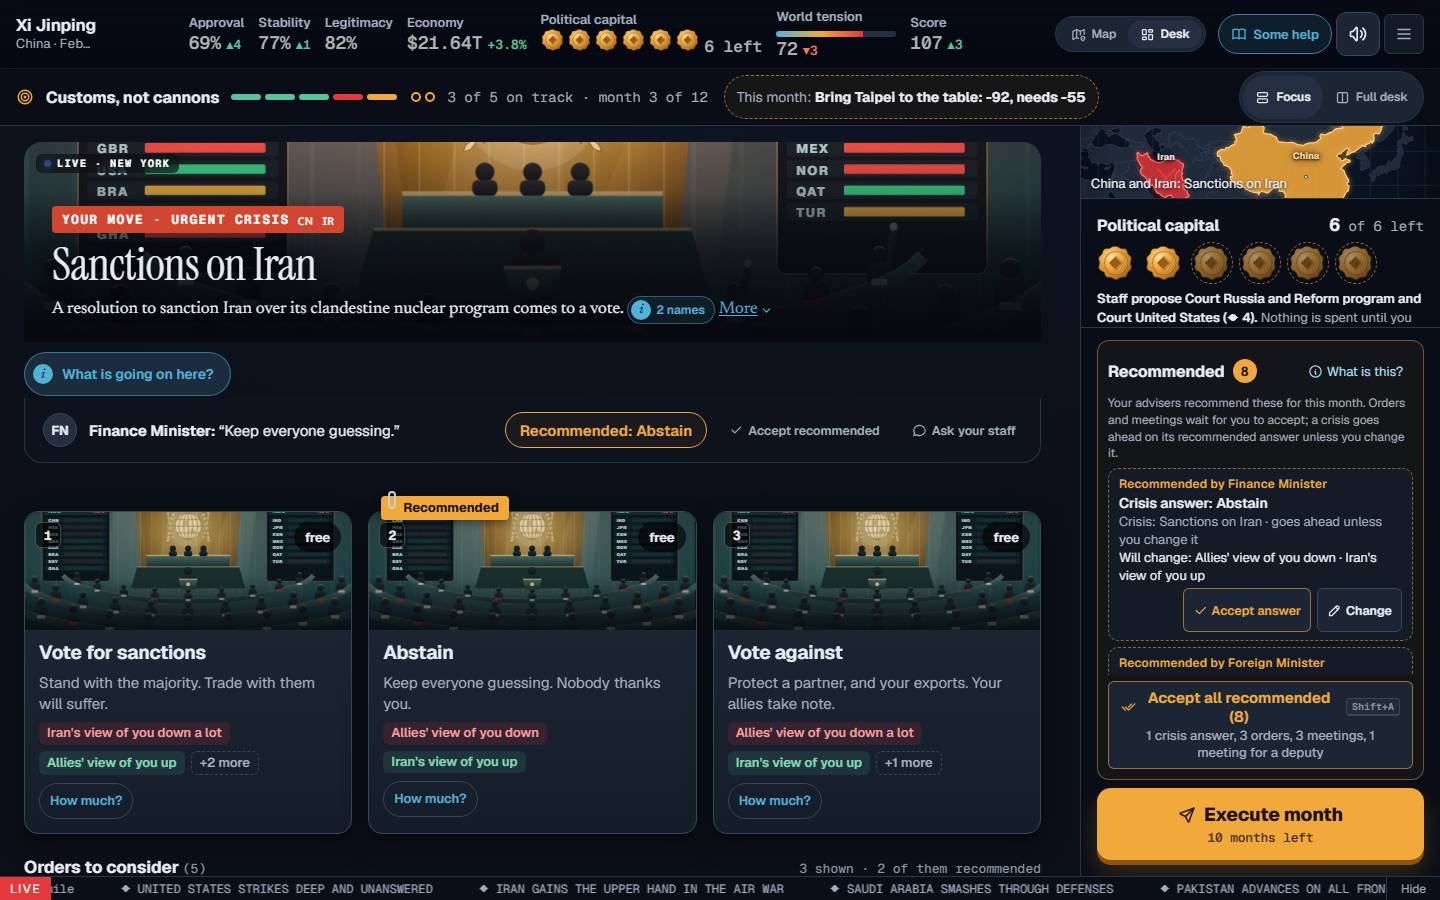 Xi Jinping
China · Feb...
Approval
69% ▴4
Stability
77% ▴1
Legitimacy
82%
Economy
$21.64T +3.8%
Political capital
6 left
World tension
72 ▾3
Score
107 ▴3
Map
Desk
Some help
Customs, not cannons
3 of 5 on track · month 3 of 12
This month: Bring Taipei to the table: -92, needs -55
Focus
Full desk
LIVE · NEW YORK
GBR
BRA
MEX
NOR
QAT
TUR
YOUR MOVE · URGENT CRISIS CN IR
Sanctions on Iran
A resolution to sanction Iran over its clandestine nuclear program comes to a vote. i 2 names More
i What is going on here?
FN Finance Minister: “Keep everyone guessing.”
Recommended: Abstain
Accept recommended
Ask your staff
1
free
Vote for sanctions
Stand with the majority. Trade with them
will suffer.
Iran's view of you down a lot
Allies' view of you up
+2 more
How much?
Recommended
2
free
Abstain
Keep everyone guessing. Nobody thanks
you.
Allies' view of you down
Iran's view of you up
How much?
3
free
Vote against
Protect a partner, and your exports. Your
allies take note.
Allies' view of you down a lot
Iran's view of you up
+1 more
How much?
Orders to consider (5)
3 shown · 2 of them recommended
Iran
China
China and Iran: Sanctions on Iran
Political capital
6 of 6 left
Staff propose Court Russia and Reform program and
Court United States (◆ 4). Nothing is spent until you
Recommended 8
What is this?
Your advisers recommend these for this month. Orders
and meetings wait for you to accept; a crisis goes
ahead on its recommended answer unless you change
it.
Recommended by Finance Minister
Crisis answer: Abstain
Crisis: Sanctions on Iran · goes ahead unless
you change it
Will change: Allies' view of you down · Iran's
view of you up
Accept answer
Change
Recommended by Foreign Minister
Accept all recommended
(8)
Shift+A
1 crisis answer, 3 orders, 3 meetings, 1
meeting for a deputy
Execute month
10 months left
LIVE
◆ UNITED STATES STRIKES DEEP AND UNANSWERED
◆ IRAN GAINS THE UPPER HAND IN THE AIR WAR
◆ SAUDI ARABIA SMASHES THROUGH DEFENSES
◆ PAKISTAN ADVANCES ON ALL FRON
Hide